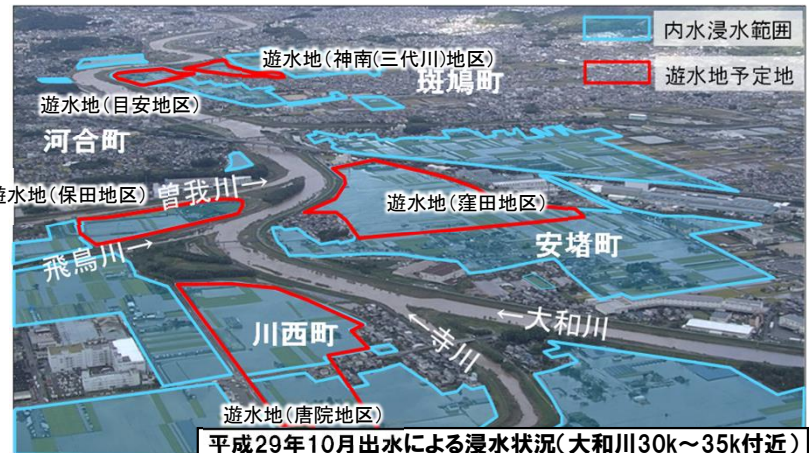 内水浸水範囲
遊水地予定地
遊水地(神南(三代川)地区)
斑鳩町
遊水地(目安地区)
河合町
遊水地(保田地区)
曽我川→
遊水地(窪田地区)
飛鳥川→
安堵町
川西町
←寺川
←大和川
遊水地(唐院地区)
平成29年10月出水による浸水状況(大和川30k～35k付近)